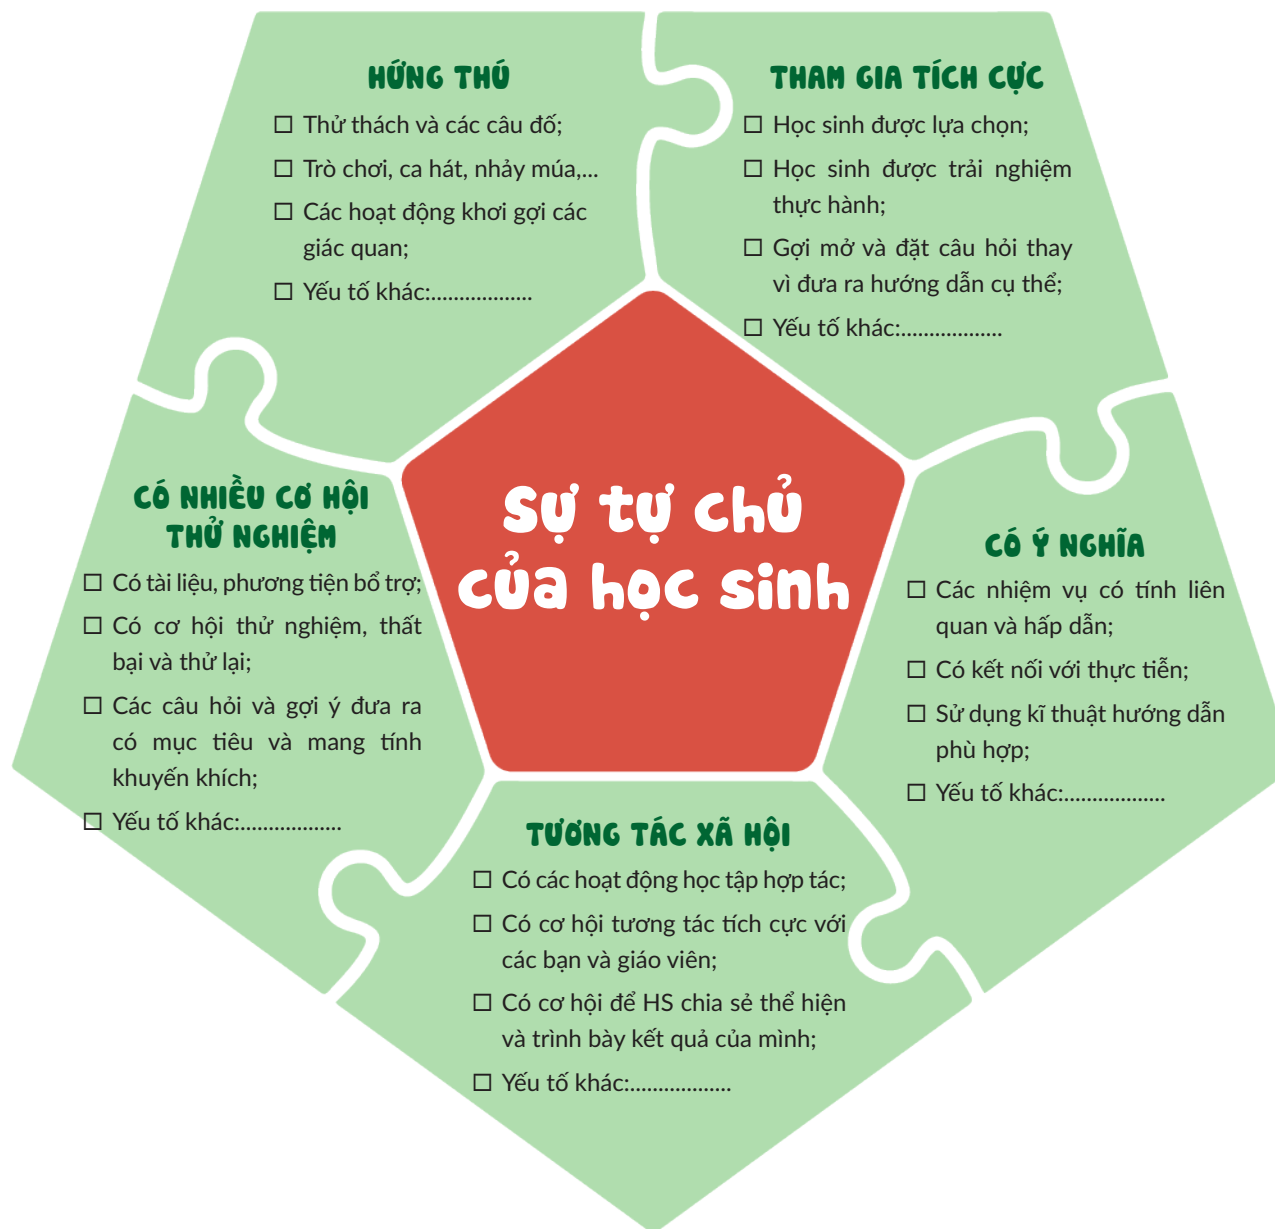 HỨNG THÚ
☐ Thử thách và các câu đố;
☐ Trò chơi, ca hát, nhảy múa,...
☐ Các hoạt động khơi gợi các
giác quan;
☐ Yếu tố khác:..................
THAM GIA TÍCH CỰC
☐ Học sinh được lựa chọn;
☐ Học sinh được trải nghiệm
thực hành;
☐ Gợi mở và đặt câu hỏi thay
vì đưa ra hướng dẫn cụ thể;
☐ Yếu tố khác:..................
CÓ NHIỀU CƠ HỘI
THỬ NGHIỆM
☐ Có tài liệu, phương tiện bổ trợ;
☐ Có cơ hội thử nghiệm, thất
bại và thử lại;
☐ Các câu hỏi và gợi ý đưa ra
có mục tiêu và mang tính
khuyến khích;
☐ Yếu tố khác:..................
Sự tự chủ
của học sinh
CÓ Ý NGHĨA
☐ Các nhiệm vụ có tính liên
quan và hấp dẫn;
☐ Có kết nối với thực tiễn;
☐ Sử dụng kĩ thuật hướng dẫn
phù hợp;
☐ Yếu tố khác:..................
TƯƠNG TÁC XÃ HỘI
☐ Có các hoạt động học tập hợp tác;
☐ Có cơ hội tương tác tích cực với
các bạn và giáo viên;
☐ Có cơ hội để HS chia sẻ thể hiện
và trình bày kết quả của mình;
☐ Yếu tố khác:..................